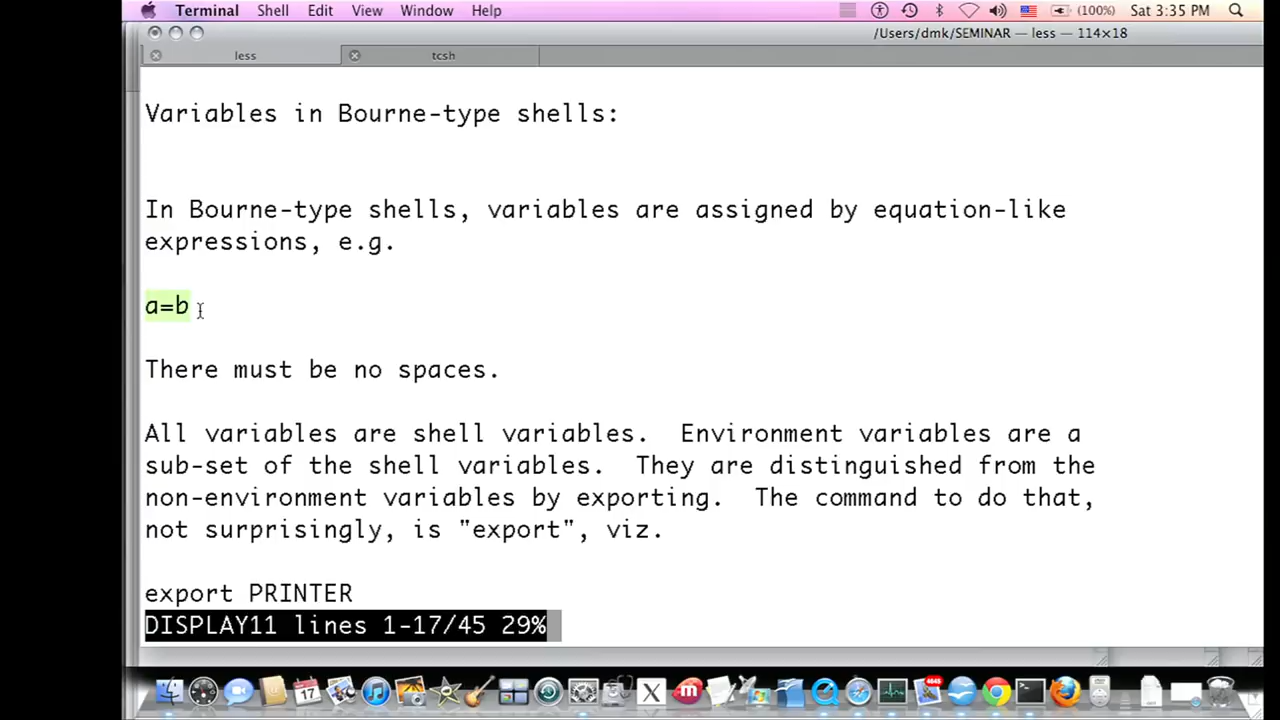 Terminal Shell Edit View Window Help (100%) Sat 3:35 PM
/Users/dmk/SEMINAR — less — 114×18
less tcsh
Variables in Bourne-type shells:
In Bourne-type shells, variables are assigned by equation-like
expressions, e.g.
a=b
There must be no spaces.
All variables are shell variables. Environment variables are a
sub-set of the shell variables. They are distinguished from the
non-environment variables by exporting. The command to do that,
not surprisingly, is "export", viz.
export PRINTER
DISPLAY11 lines 1-17/45 29%
17 X m